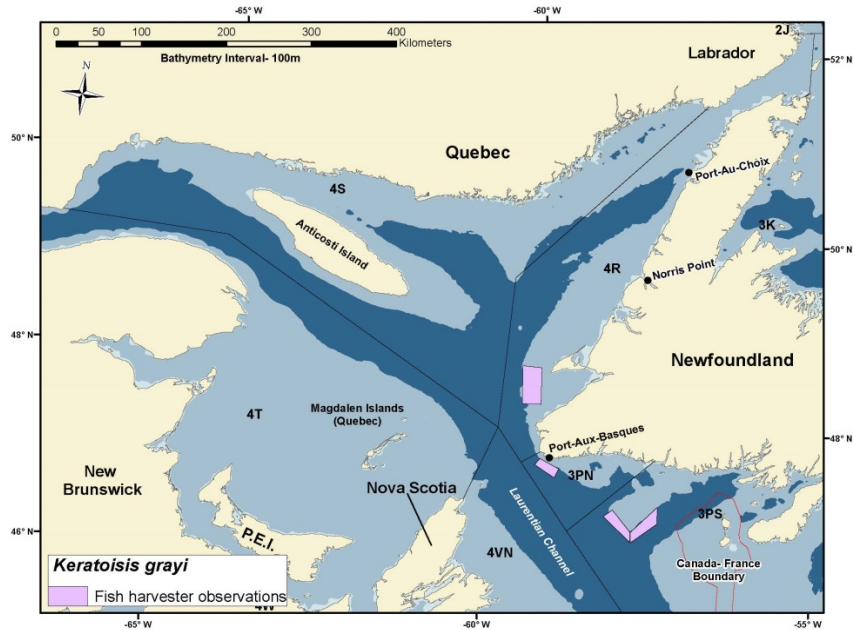 -65°W
-60°W
0 50 100 200 300 400
Kilometers
Bathymetry Interval- 100m
2J
Labrador
52°N
N
50°N
Quebec
Port-Au-Choix
4S
Anticosti Island
3K
50°N
4R
Norris Point
48°N
Newfoundland
4T
Magdalen Islands
(Quebec)
Port-Aux-Basques
48°N
New
Brunswick
Nova Scotia
3PN
Laurentian Channel
3PS
46°N
P.E.I.
4VN
Canada- France
Boundary
Keratoisis grayi
Fish harvester observations
4W
-65°W
-60°W
-55°W